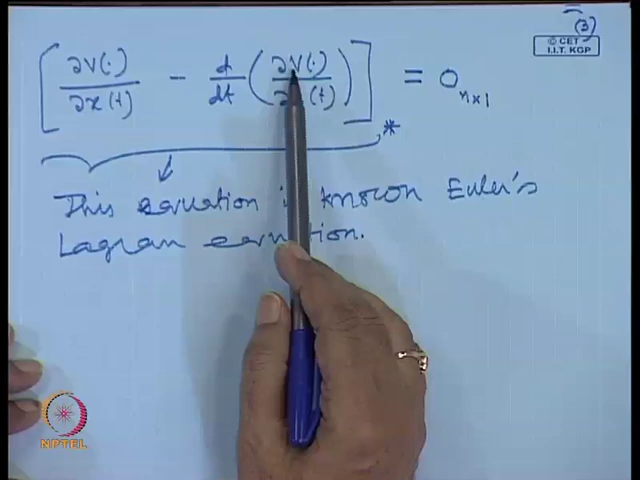 (3)
© CET
I.I.T. KGP
[ ∂V(·)/∂x(t) − d/dt ( ∂V(·)/∂ (t) ) ] = 0n×1
*
This equation is known Euler's
Lagran equation.
NPTEL